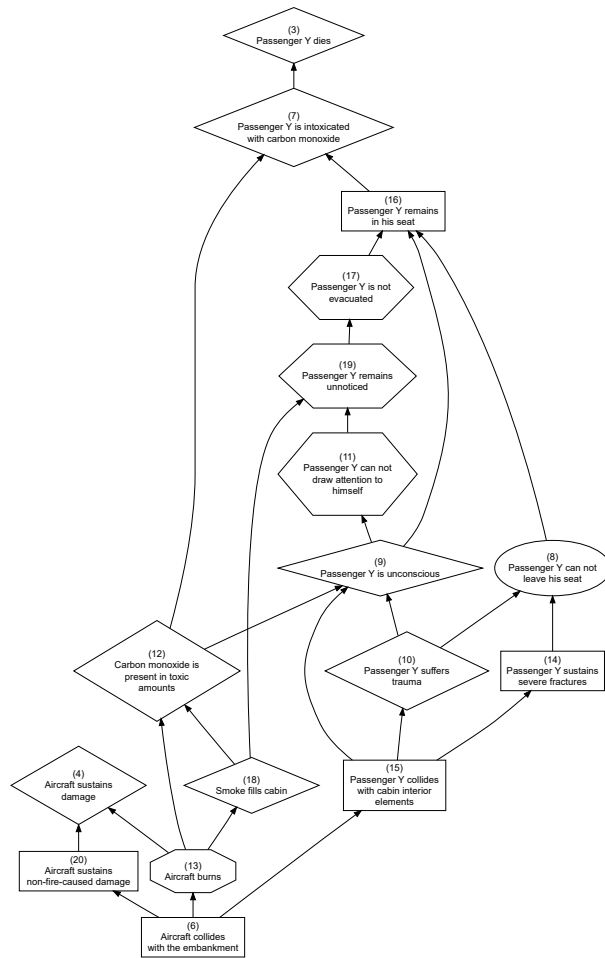 (3)
Passenger Y dies
(7)
Passenger Y is intoxicated
with carbon monoxide
(16)
Passenger Y remains
in his seat
(17)
Passenger Y is not
evacuated
(19)
Passenger Y remains
unnoticed
(11)
Passenger Y can not
draw attention to
himself
(9)
Passenger Y is unconscious
(8)
Passenger Y can not
leave his seat
(12)
Carbon monoxide is
present in toxic
amounts
(10)
Passenger Y suffers
trauma
(14)
Passenger Y sustains
severe fractures
(4)
Aircraft sustains
damage
(18)
Smoke fills cabin
(15)
Passenger Y collides
with cabin interior
elements
(20)
Aircraft sustains
non-fire-caused damage
(13)
Aircraft burns
(6)
Aircraft collides
with the embankment